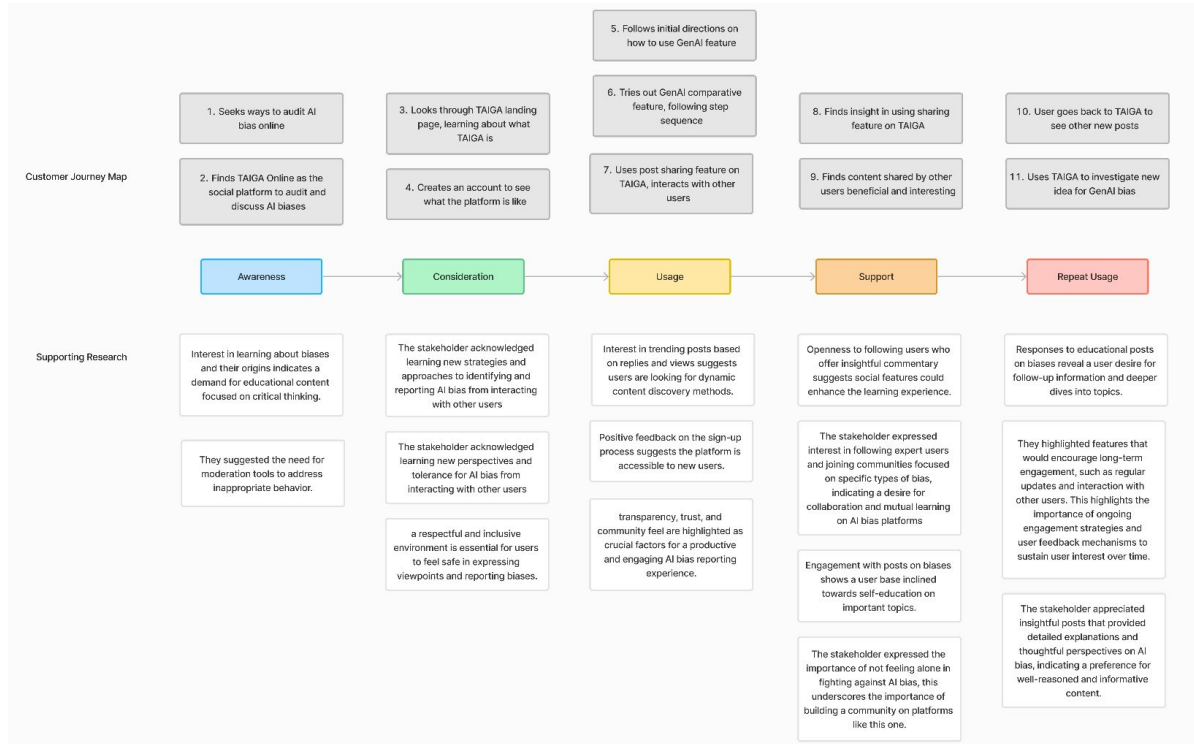 Customer Journey Map
1. Seeks ways to audit AI
bias online
2. Finds TAIGA Online as the
social platform to audit and
discuss AI biases
3. Looks through TAIGA landing
page, learning about what
TAIGA is
4. Creates an account to see
what the platform is like
5. Follows initial directions on
how to use GenAI feature
6. Tries out GenAI comparative
feature, following step
sequence
7. Uses post sharing feature on
TAIGA, interacts with other
users
8. Finds insight in using sharing
feature on TAIGA
9. Finds content shared by other
users beneficial and interesting
10. User goes back to TAIGA to
see other new posts
11. Uses TAIGA to investigate new
idea for GenAI bias
Awareness
Consideration
Usage
Support
Repeat Usage
Supporting Research
Interest in learning about biases
and their origins indicates a
demand for educational content
focused on critical thinking.
They suggested the need for
moderation tools to address
inappropriate behavior.
The stakeholder acknowledged
learning new strategies and
approaches to identifying and
reporting AI bias from interacting
with other users
The stakeholder acknowledged
learning new perspectives and
tolerance for AI bias from
interacting with other users
a respectful and inclusive
environment is essential for users
to feel safe in expressing
viewpoints and reporting biases.
Interest in trending posts based
on replies and views suggests
users are looking for dynamic
content discovery methods.
Positive feedback on the sign-up
process suggests the platform is
accessible to new users.
transparency, trust, and
community feel are highlighted as
crucial factors for a productive
and engaging AI bias reporting
experience.
Openness to following users who
offer insightful commentary
suggests social features could
enhance the learning experience.
The stakeholder expressed
interest in following expert users
and joining communities focused
on specific types of bias,
indicating a desire for
collaboration and mutual learning
on AI bias platforms
Engagement with posts on biases
shows a user base inclined
towards self-education on
important topics.
The stakeholder expressed the
importance of not feeling alone in
fighting against AI bias, this
underscores the importance of
building a community on platforms
like this one.
Responses to educational posts
on biases reveal a user desire for
follow-up information and deeper
dives into topics.
They highlighted features that
would encourage long-term
engagement, such as regular
updates and interaction with
other users. This highlights the
importance of ongoing
engagement strategies and
user feedback mechanisms to
sustain user interest over time.
The stakeholder appreciated
insightful posts that provided
detailed explanations and
thoughtful perspectives on AI
bias, indicating a preference for
well-reasoned and informative
content.